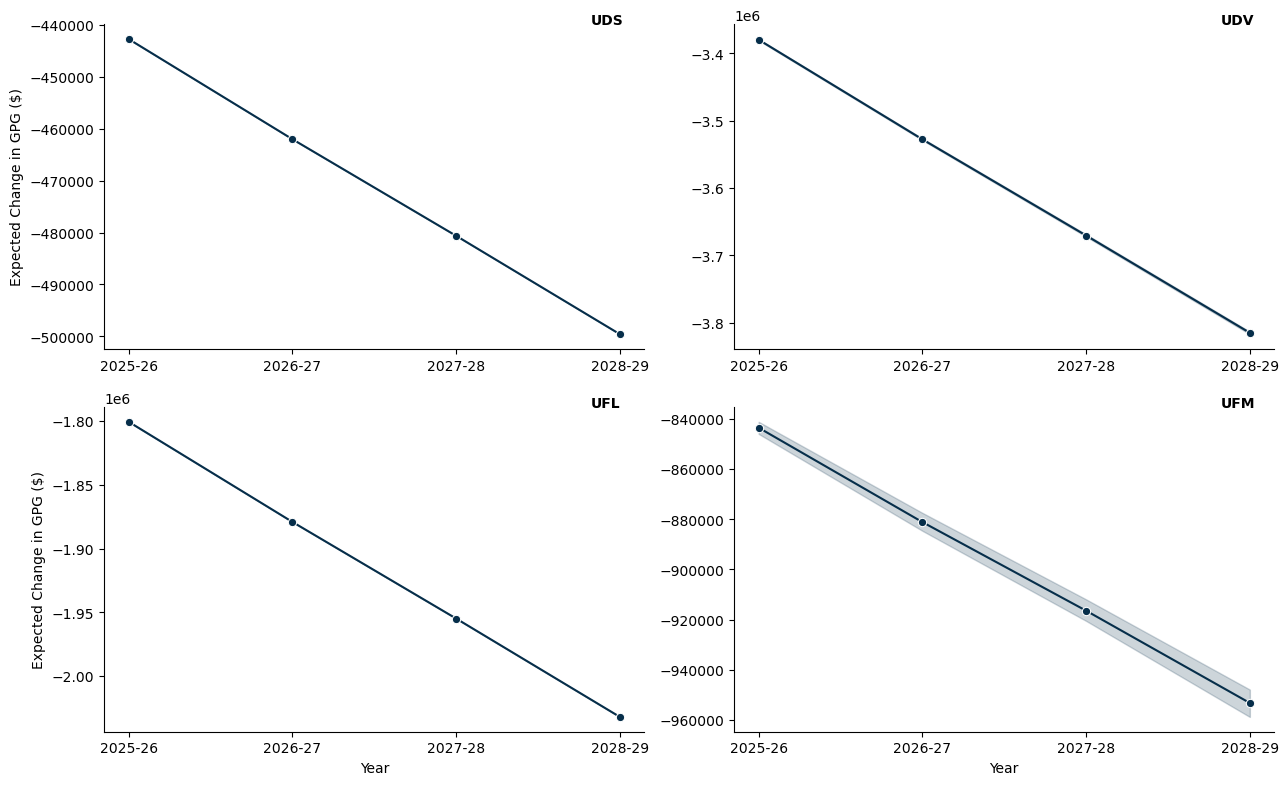 UDS
Expected Change in GPG ($)
−440000
−450000
−460000
−470000
−480000
−490000
−500000
2025-26 2026-27 2027-28 2028-29
1e6
UDV
−3.4
−3.5
−3.6
−3.7
−3.8
2025-26 2026-27 2027-28 2028-29
1e6
UFL
Expected Change in GPG ($)
−1.80
−1.85
−1.90
−1.95
−2.00
2025-26 2026-27 2027-28 2028-29
Year
UFM
−840000
−860000
−880000
−900000
−920000
−940000
−960000
2025-26 2026-27 2027-28 2028-29
Year